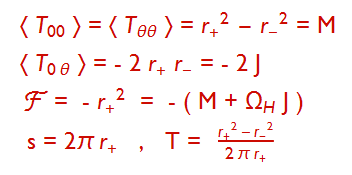 ⟨ T₀₀ ⟩ = ⟨ T_θθ ⟩ = r₊² − r₋² = M
⟨ T₀ θ ⟩ = - 2 r₊ r₋ = - 2 J
ℱ = - r₊² = - ( M + Ω_H J )
s = 2π r₊ , T = (r₊² − r₋²) / (2 π r₊)